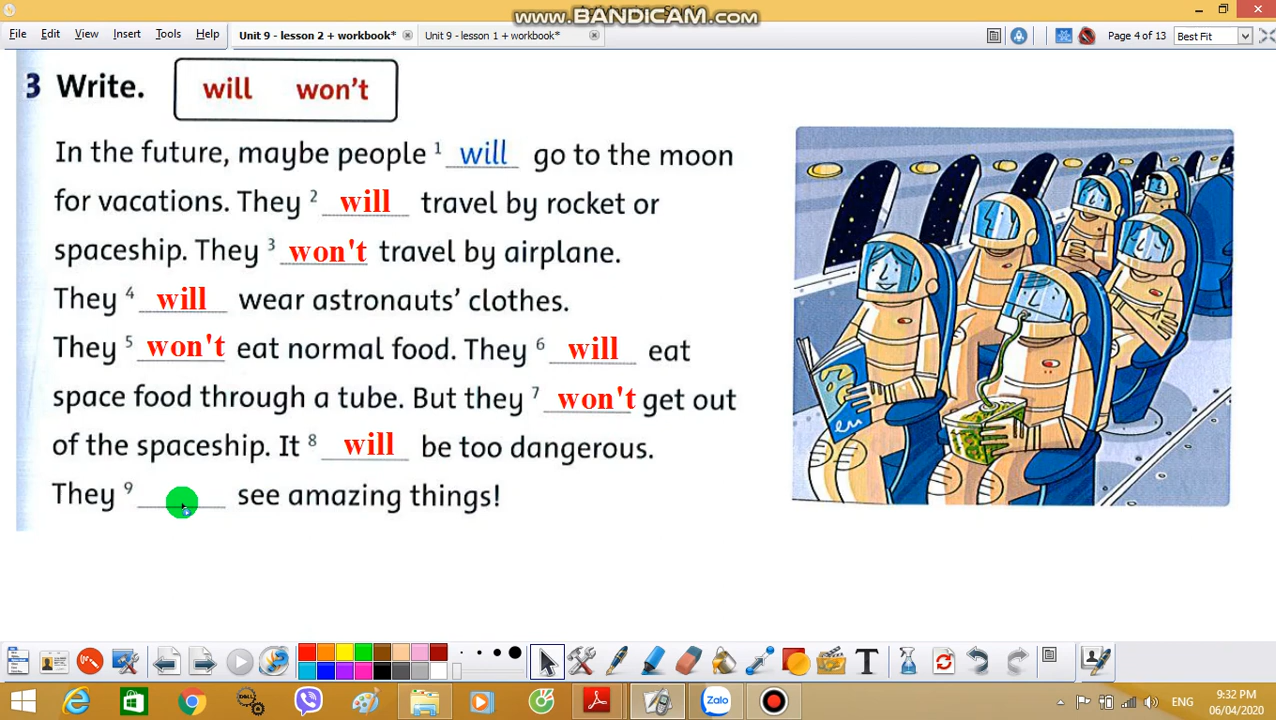 www.BANDICAM.com
File Edit View Insert Tools Help
Unit 9 - lesson 2 + workbook*
Unit 9 - lesson 1 + workbook*
Page 4 of 13
Best Fit
3 Write.
will won't
In the future, maybe people 1 will go to the moon
for vacations. They 2 will travel by rocket or
spaceship. They 3 won't travel by airplane.
They 4 will wear astronauts' clothes.
They 5 won't eat normal food. They 6 will eat
space food through a tube. But they 7 won't get out
of the spaceship. It 8 will be too dangerous.
They 9 ______ see amazing things!
T
DELL
Zalo
ENG
9:32 PM
06/04/2020